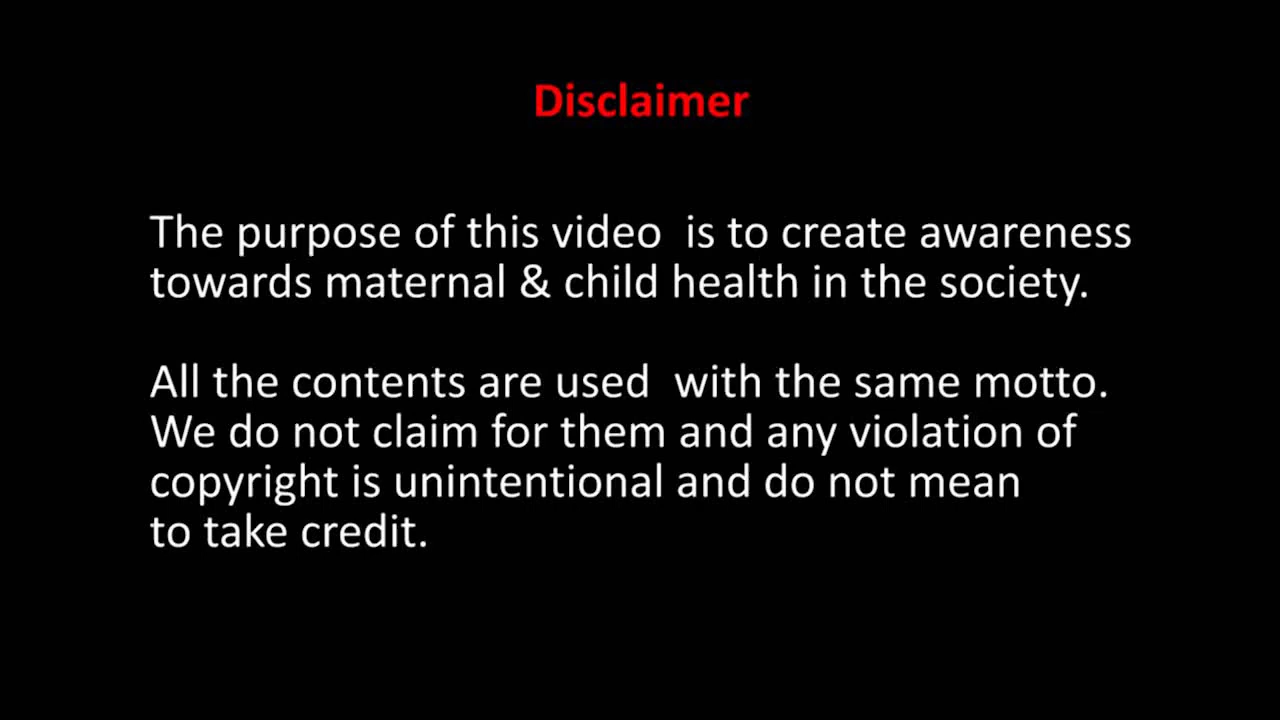 Disclaimer
The purpose of this video  is to create awareness
towards maternal & child health in the society.
All the contents are used  with the same motto.
We do not claim for them and any violation of
copyright is unintentional and do not mean
to take credit.